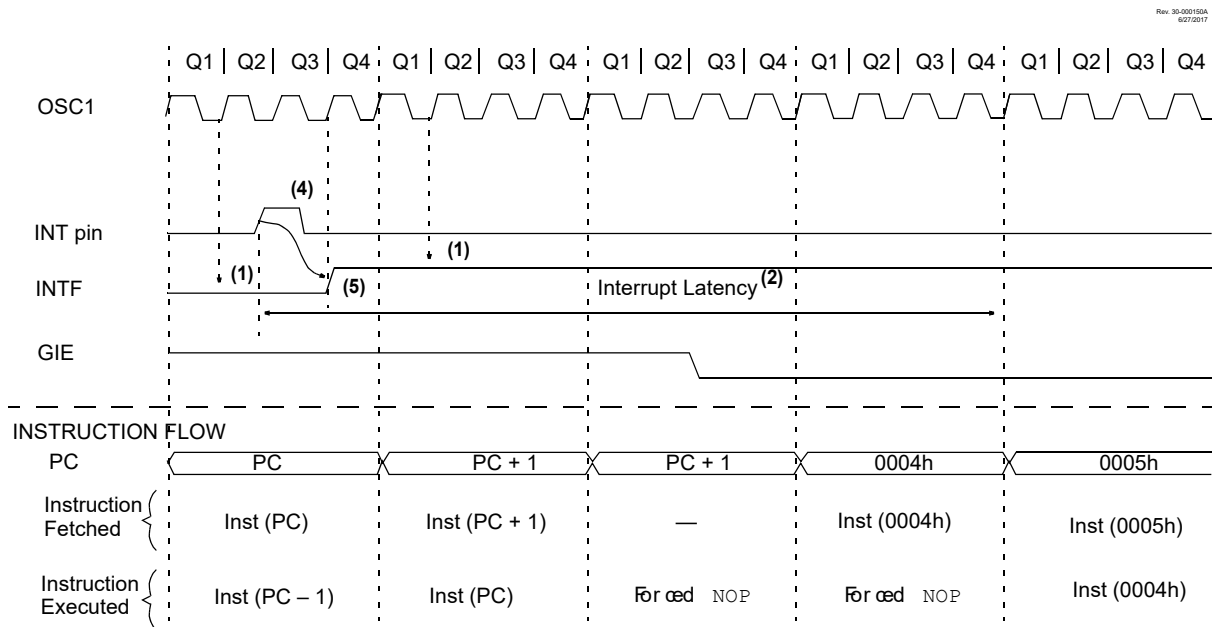 Rev. 30-000150A
6/27/2017
Q1 Q2 Q3 Q4 Q1 Q2 Q3 Q4 Q1 Q2 Q3 Q4 Q1 Q2 Q3 Q4 Q1 Q2 Q3 Q4
OSC1
(4)
INT pin
(1) (1)
INTF (5) Interrupt Latency (2)
GIE
INSTRUCTION FLOW
PC PC PC + 1 PC + 1 0004h 0005h
Instruction
Fetched
Inst (PC) Inst (PC + 1) — Inst (0004h) Inst (0005h)
Instruction
Executed
Inst (PC – 1) Inst (PC) Forced NOP Forced NOP Inst (0004h)